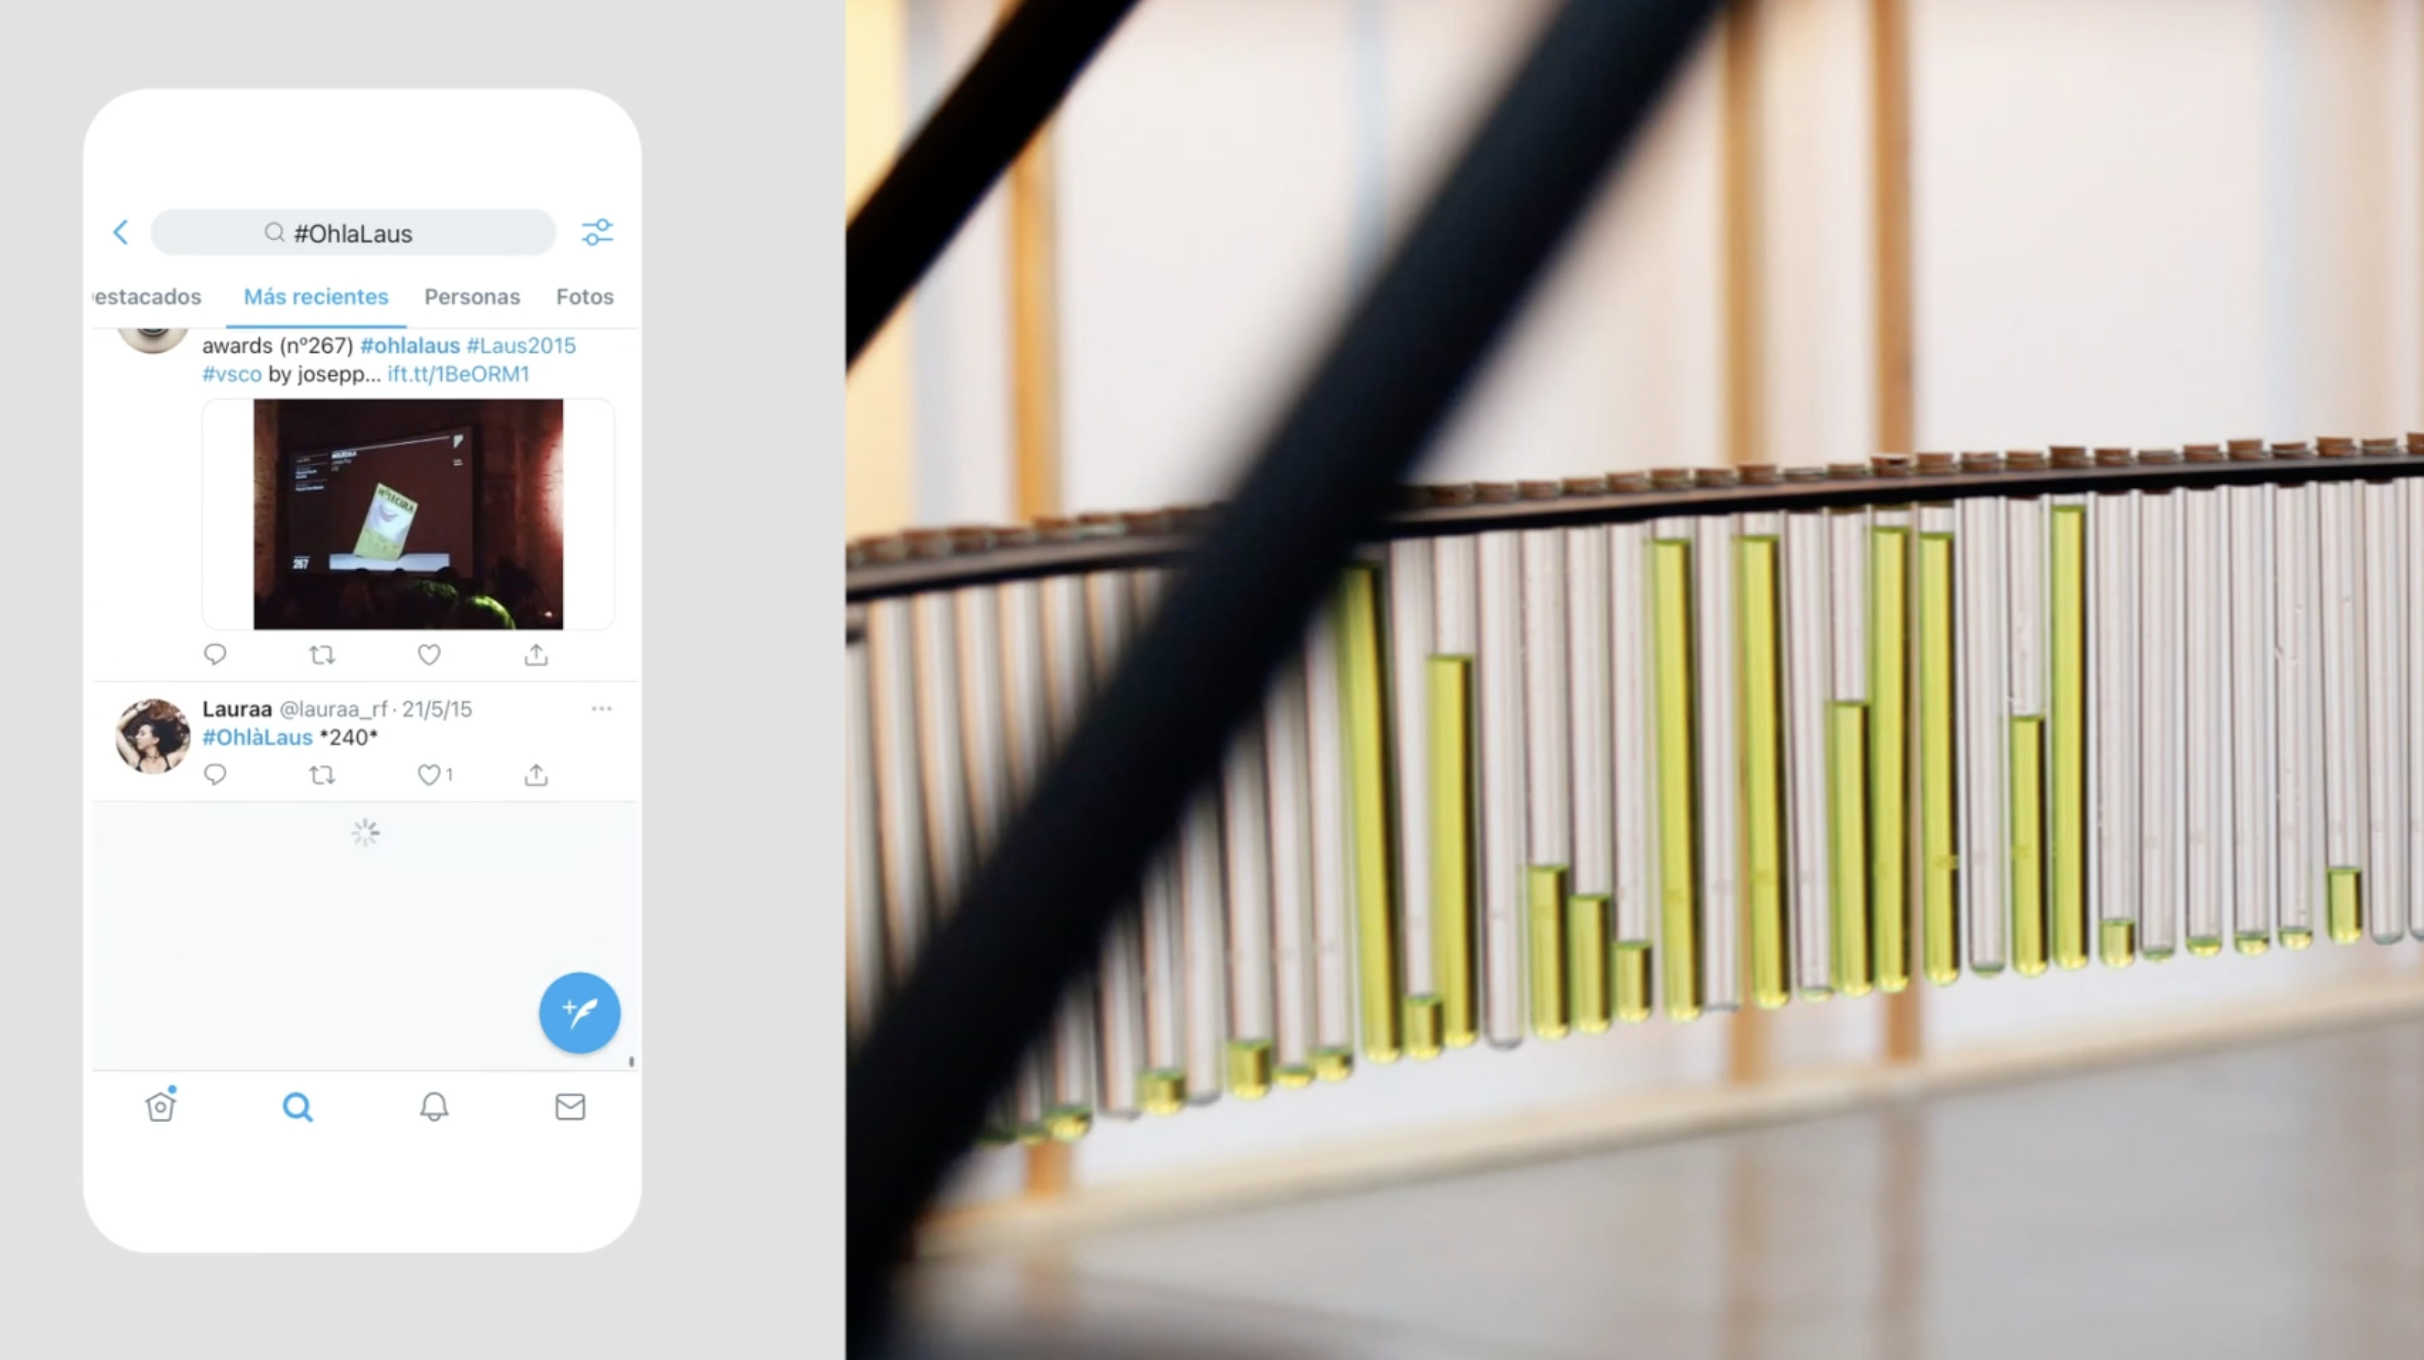 #OhlaLaus
estacados Más recientes Personas Fotos
awards (nº267) #ohlalaus #Laus2015
#vsco by josepp... ift.tt/1BeORM1
267
Lauraa @lauraa_rf · 21/5/15
#OhlàLaus *240*
1